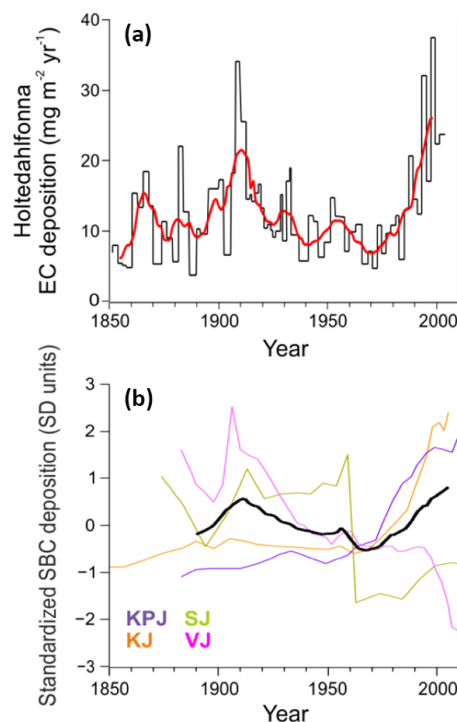 (a)
Holtedahlfonna
EC deposition (mg m⁻² yr⁻¹)
40
30
20
10
0
1850
1900
1950
2000
Year
(b)
Standardized SBC deposition (SD units)
3
2
1
0
−1
−2
−3
KPJ SJ
KJ VJ
1850
1900
1950
2000
Year